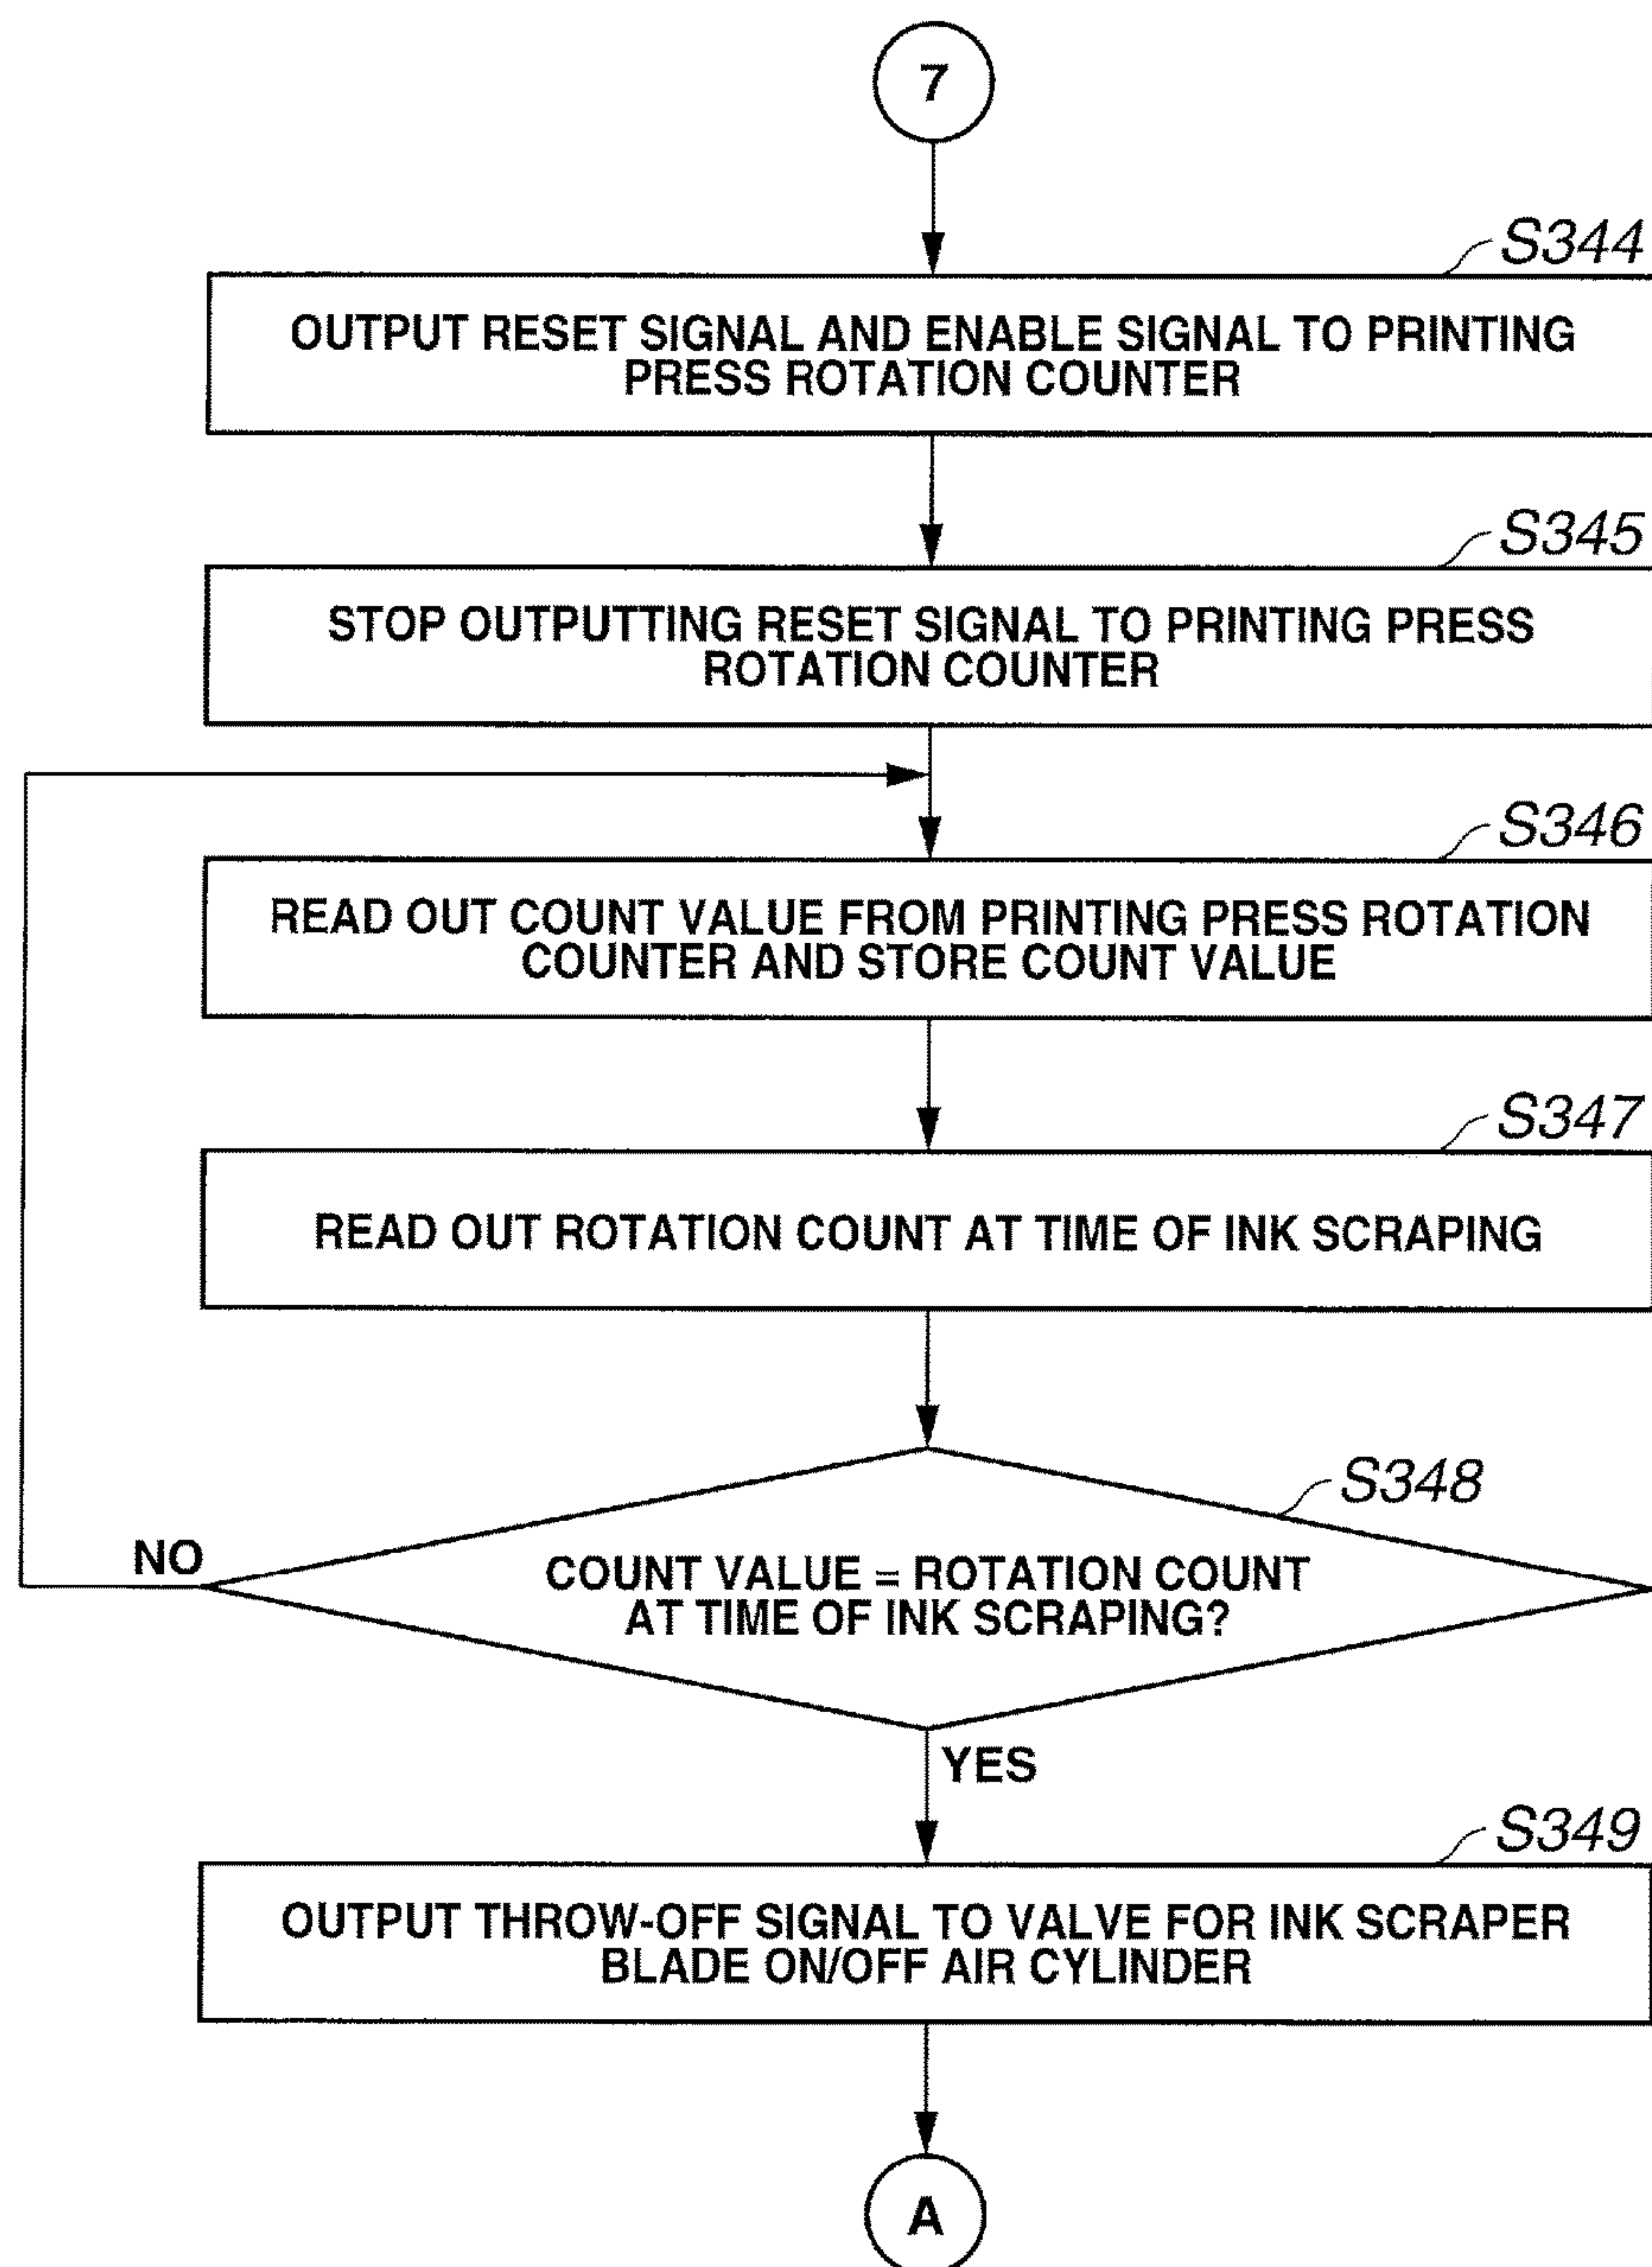 7
S344
OUTPUT RESET SIGNAL AND ENABLE SIGNAL TO PRINTING
PRESS ROTATION COUNTER
S345
STOP OUTPUTTING RESET SIGNAL TO PRINTING PRESS
ROTATION COUNTER
S346
READ OUT COUNT VALUE FROM PRINTING PRESS ROTATION
COUNTER AND STORE COUNT VALUE
S347
READ OUT ROTATION COUNT AT TIME OF INK SCRAPING
S348
NO
COUNT VALUE = ROTATION COUNT
AT TIME OF INK SCRAPING?
YES
S349
OUTPUT THROW-OFF SIGNAL TO VALVE FOR INK SCRAPER
BLADE ON/OFF AIR CYLINDER
A